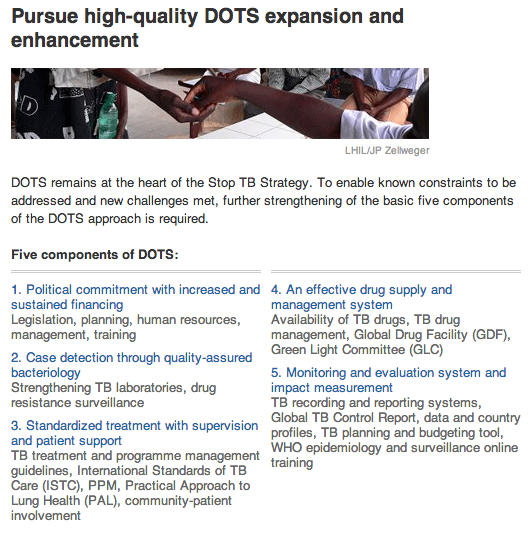 Pursue high-quality DOTS expansion and
enhancement
LHIL/JP Zellweger
DOTS remains at the heart of the Stop TB Strategy. To enable known constraints to be
addressed and new challenges met, further strengthening of the basic five components
of the DOTS approach is required.
Five components of DOTS:
1. Political commitment with increased and
sustained financing
Legislation, planning, human resources,
management, training
2. Case detection through quality-assured
bacteriology
Strengthening TB laboratories, drug
resistance surveillance
3. Standardized treatment with supervision
and patient support
TB treatment and programme management
guidelines, International Standards of TB
Care (ISTC), PPM, Practical Approach to
Lung Health (PAL), community-patient
involvement
4. An effective drug supply and
management system
Availability of TB drugs, TB drug
management, Global Drug Facility (GDF),
Green Light Committee (GLC)
5. Monitoring and evaluation system and
impact measurement
TB recording and reporting systems,
Global TB Control Report, data and country
profiles, TB planning and budgeting tool,
WHO epidemiology and surveillance online
training